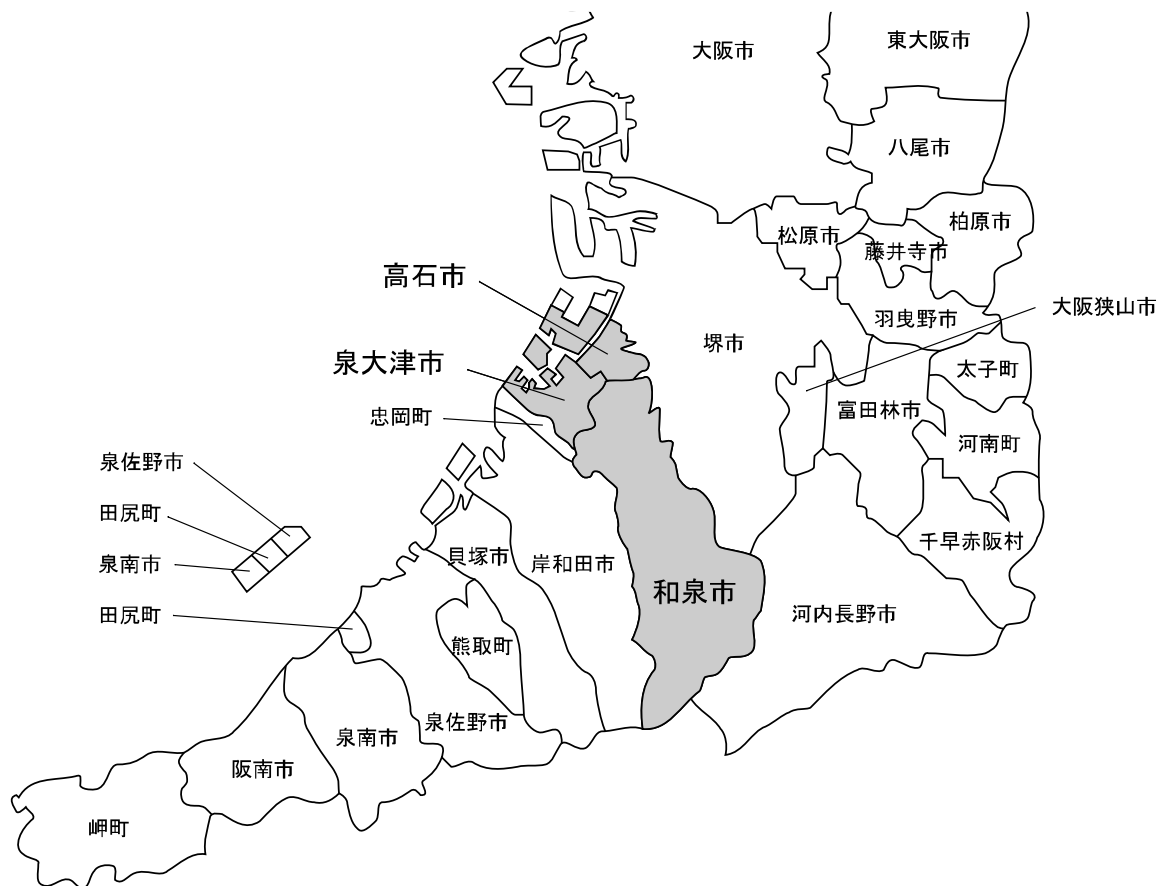 東大阪市
大阪市
八尾市
柏原市
松原市
藤井寺市
高石市
大阪狭山市
羽曳野市
堺市
泉大津市
太子町
富田林市
忠岡町
河南町
泉佐野市
田尻町
千早赤阪村
貝塚市
岸和田市
泉南市
和泉市
田尻町
河内長野市
熊取町
泉佐野市
泉南市
阪南市
岬町